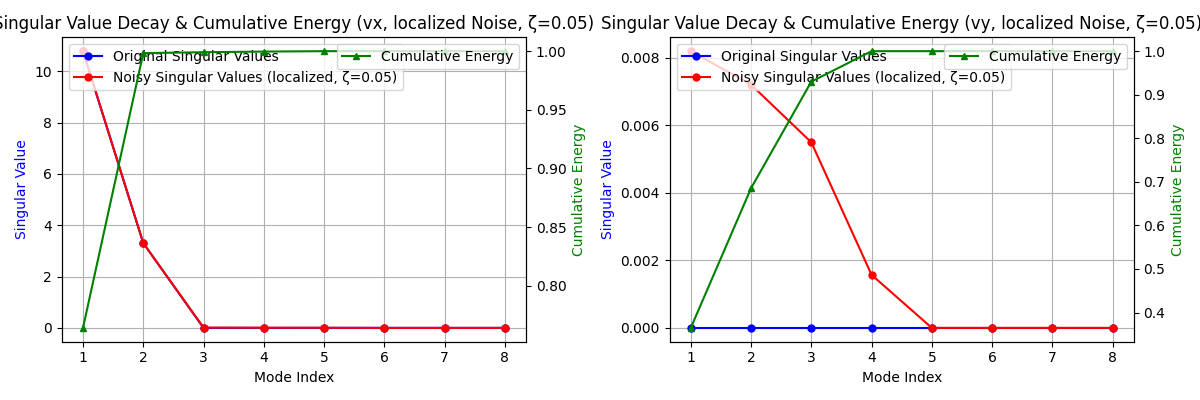 Singular Value Decay & Cumulative Energy (vx, localized Noise, ζ=0.05)
Original Singular Values
Noisy Singular Values (localized, ζ=0.05)
Cumulative Energy
10
8
6
4
2
0
Singular Value
1.00
0.95
0.90
0.85
0.80
Cumulative Energy
1 2 3 4 5 6 7 8
Mode Index
Singular Value Decay & Cumulative Energy (vy, localized Noise, ζ=0.05)
Original Singular Values
Noisy Singular Values (localized, ζ=0.05)
Cumulative Energy
0.008
0.006
0.004
0.002
0.000
Singular Value
1.0
0.9
0.8
0.7
0.6
0.5
0.4
Cumulative Energy
1 2 3 4 5 6 7 8
Mode Index